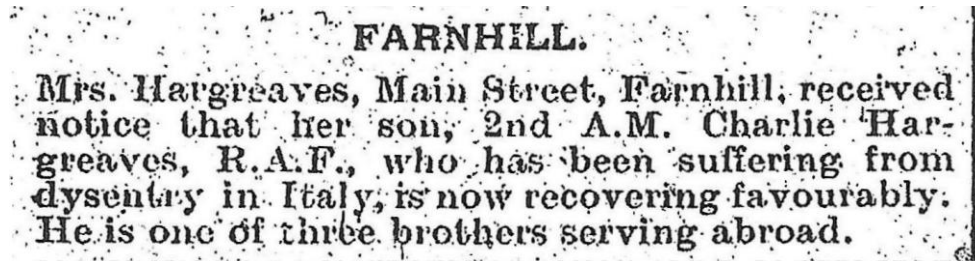 FARNHILL.
Mrs. Hargreaves, Main Street, Farnhill, received
notice that her son, 2nd A.M. Charlie Har-
greaves, R.A.F., who has been suffering from
dysentry in Italy, is now recovering favourably.
He is one of three brothers serving abroad.